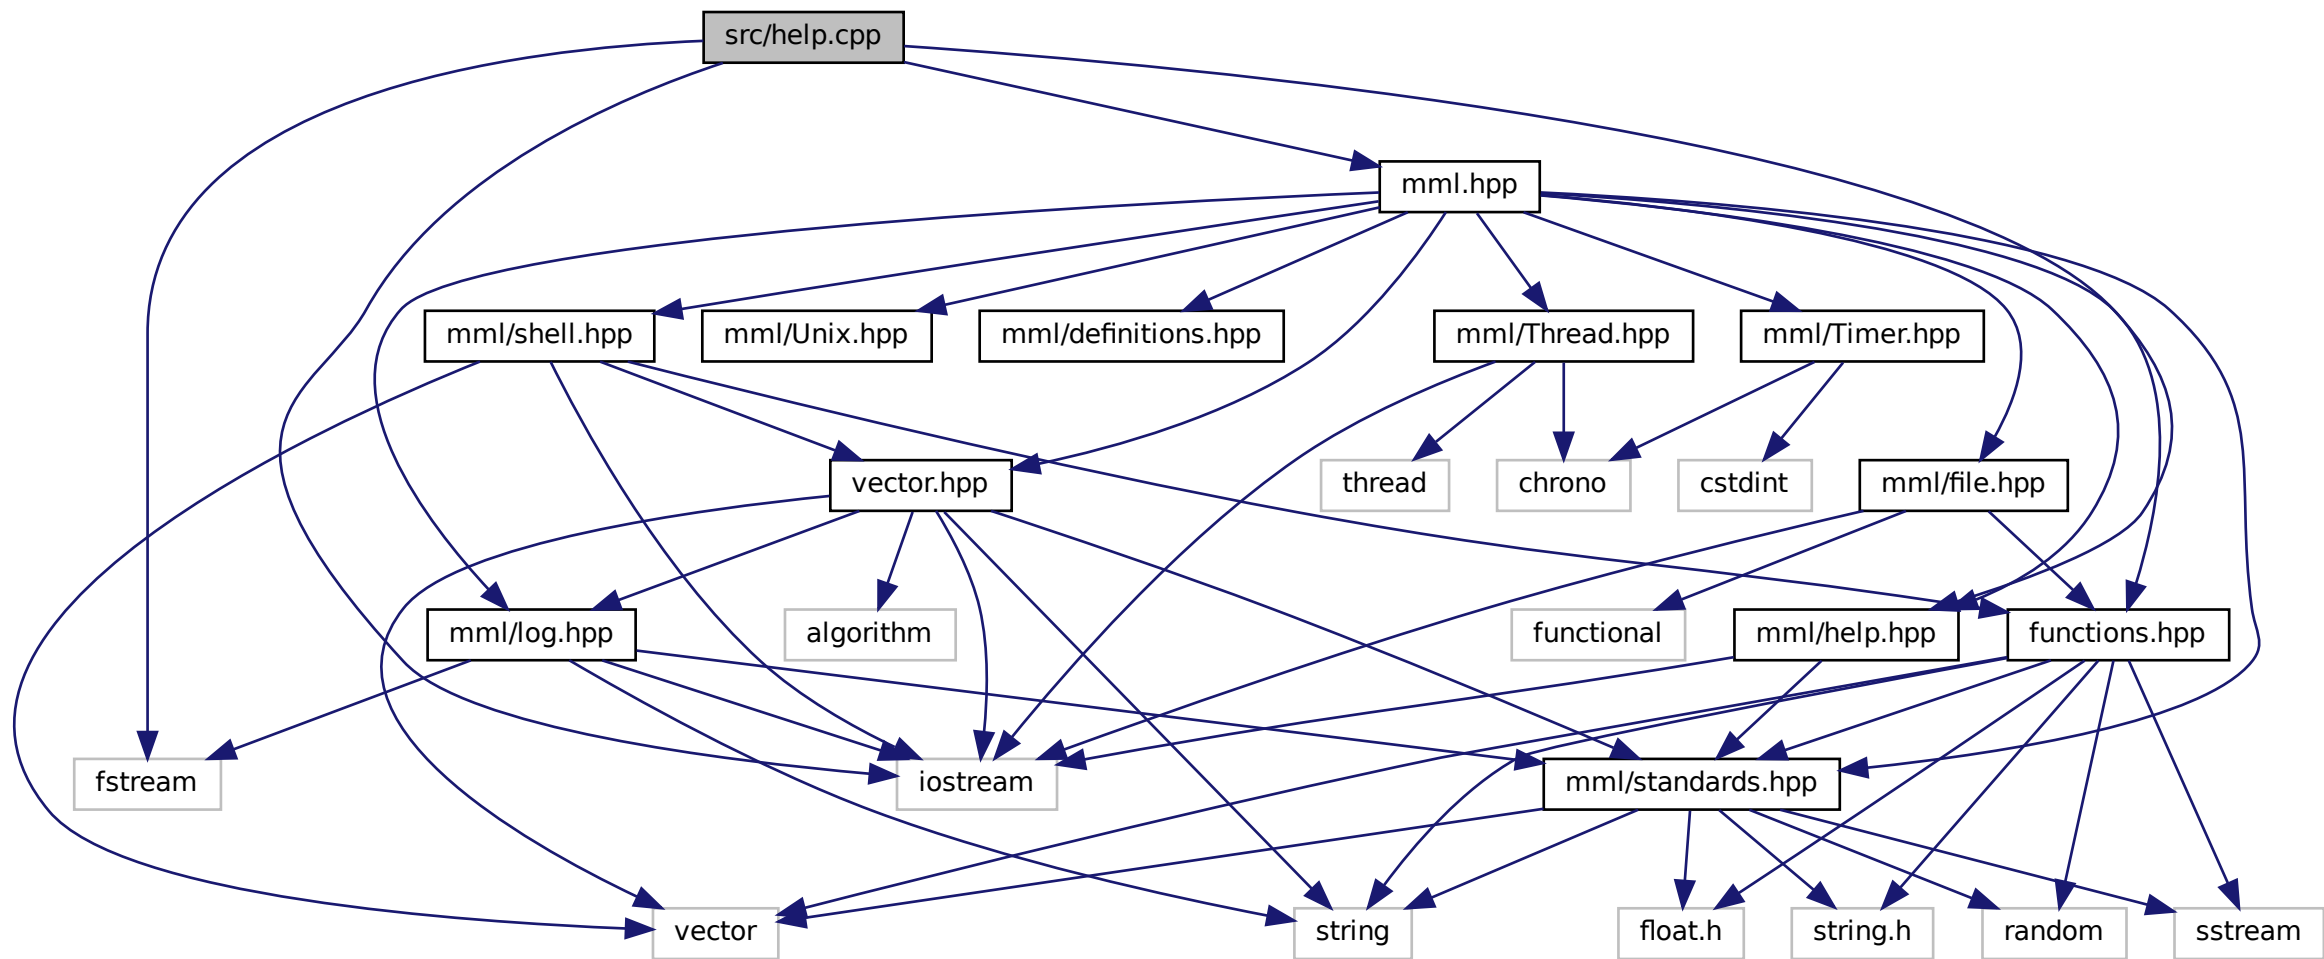 src/help.cpp
mml.hpp
mml/shell.hpp
mml/Unix.hpp
mml/definitions.hpp
mml/Thread.hpp
mml/Timer.hpp
vector.hpp
thread
chrono
cstdint
mml/file.hpp
mml/log.hpp
algorithm
functional
mml/help.hpp
functions.hpp
fstream
iostream
mml/standards.hpp
vector
string
float.h
string.h
random
sstream